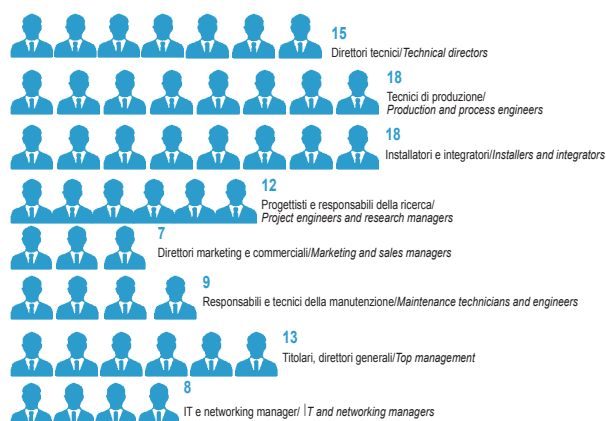 15
Direttori tecnici/Technical directors
18
Tecnici di produzione/
Production and process engineers
18
Installatori e integratori/Installers and integrators
12
Progettisti e responsabili della ricerca/
Project engineers and research managers
7
Direttori marketing e commerciali/Marketing and sales managers
9
Responsabili e tecnici della manutenzione/Maintenance technicians and engineers
13
Titolari, direttori generali/Top management
8
IT e networking manager/ IT and networking managers